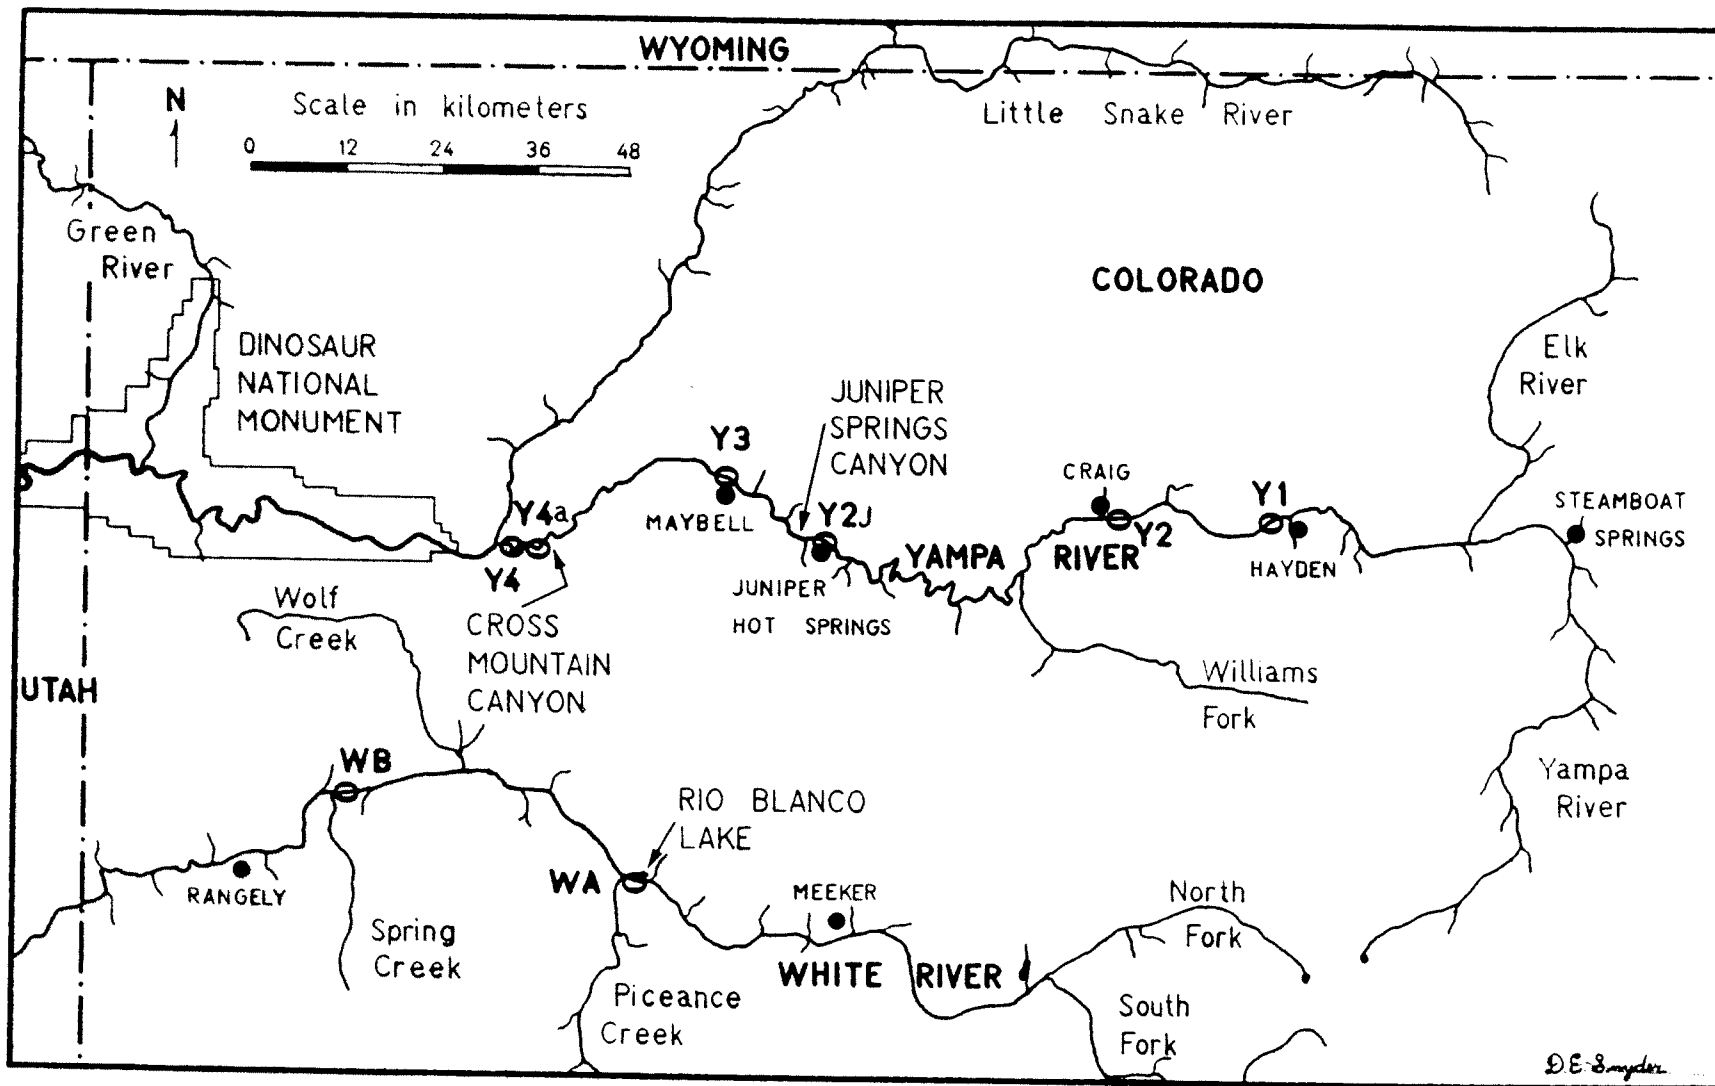 WYOMING
N
Scale in kilometers
0 12 24 36 48
Little Snake River
Green
River
COLORADO
DINOSAUR
NATIONAL
MONUMENT
Elk
River
JUNIPER
SPRINGS
CANYON
Y3
MAYBELL
CRAIG
Y1
STEAMBOAT
SPRINGS
Y4a
Y2J
Y2
YAMPA RIVER
HAYDEN
Y4
JUNIPER
HOT SPRINGS
Wolf
Creek
CROSS
MOUNTAIN
CANYON
Williams
Fork
UTAH
WB
RIO BLANCO
LAKE
Yampa
River
WA
RANGELY
MEEKER
North
Fork
Spring
Creek
WHITE RIVER
Piceance
Creek
South
Fork
D.E. Snyder